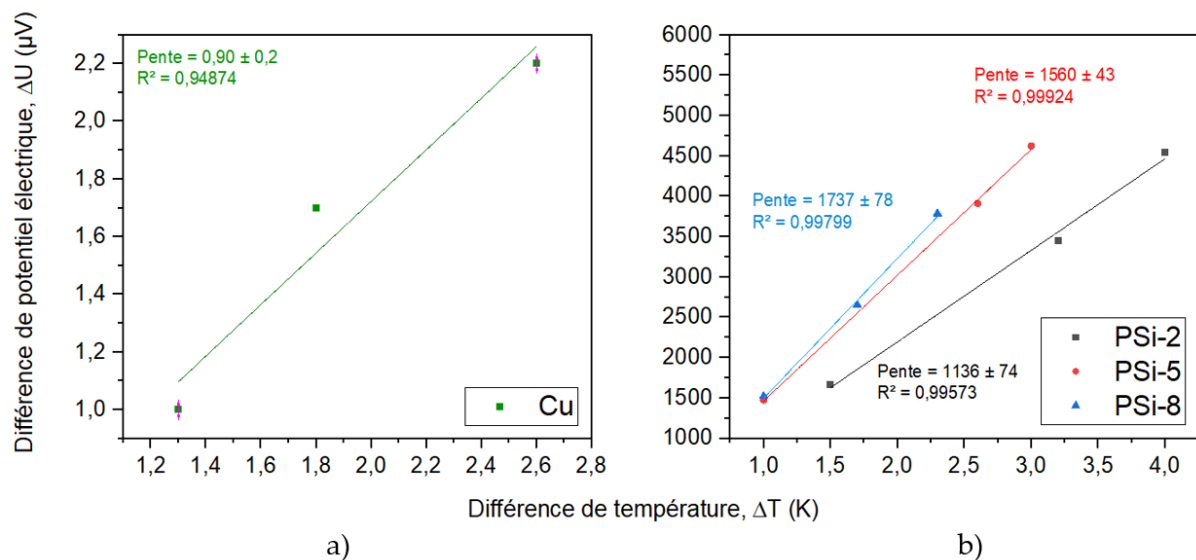 Différence de potentiel électrique, ΔU (µV)
2,2
2,0
1,8
1,6
1,4
1,2
1,0
Pente = 0,90 ± 0,2
R² = 0,94874
Cu
1,2 1,4 1,6 1,8 2,0 2,2 2,4 2,6 2,8
6000
5500
5000
4500
4000
3500
3000
2500
2000
1500
1000
Pente = 1560 ± 43
R² = 0,99924
Pente = 1737 ± 78
R² = 0,99799
Pente = 1136 ± 74
R² = 0,99573
PSi-2
PSi-5
PSi-8
1,0 1,5 2,0 2,5 3,0 3,5 4,0
Différence de température, ΔT (K)
a)
b)